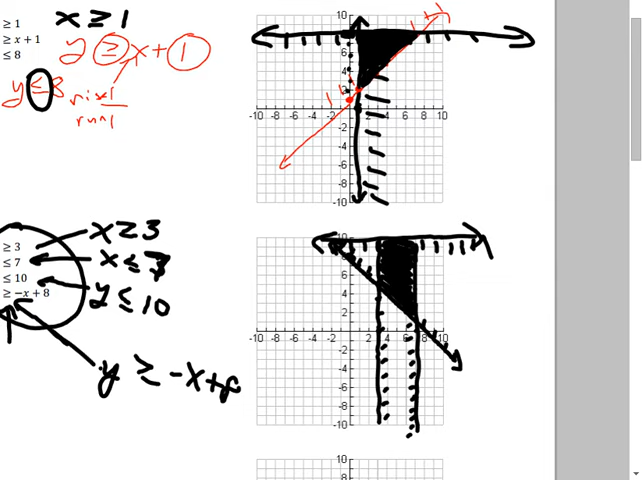 ≥ 1
≥ x + 1
≤ 8
x ≥ 1
y ≥ x + 1
y ≤ 8
rise 1
run 1
10
8
6
4
2
-10 -8 -6 -4 -2 2 4 6 8 10
-2
-4
-6
-8
-10
≥ 3
≤ 7
≤ 10
≥ -x + 8
x ≥ 3
x ≤ 7
y ≤ 10
y ≥ -x + 8
10
8
6
4
2
-10 -8 -6 -4 -2 2 4 6 8 10
-2
-4
-6
-8
-10
10
8